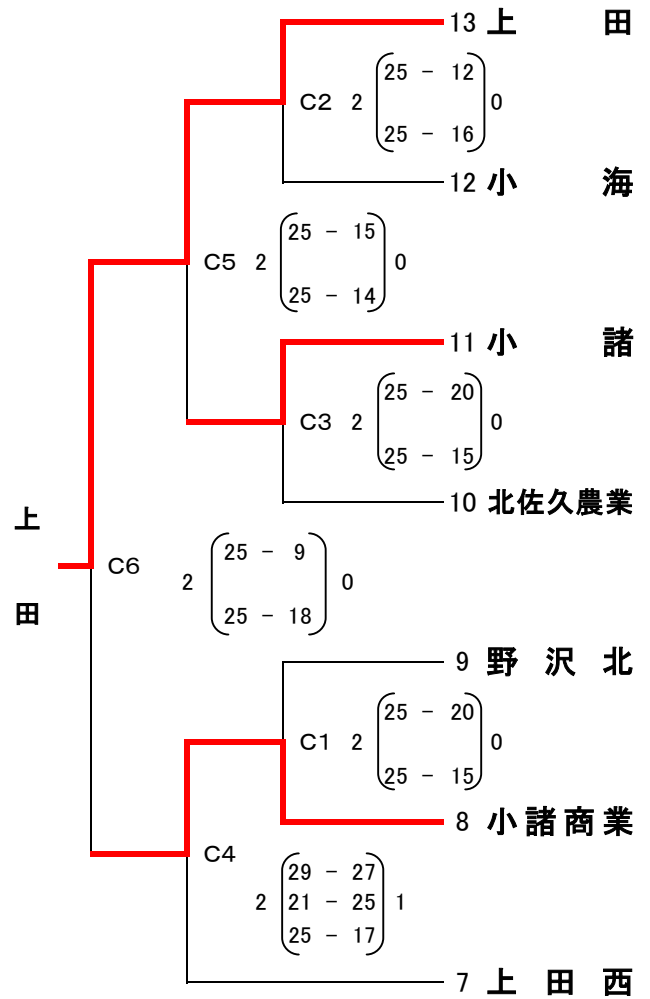 13 上 田
25 - 12
C2 2 0
25 - 16
12 小 海
25 - 15
C5 2 0
25 - 14
11 小 諸
25 - 20
C3 2 0
25 - 15
10 北佐久農業
上
田
25 - 9
C6
2 0
25 - 18
9 野 沢 北
25 - 20
C1 2 0
25 - 15
8 小諸商業
C4
29 - 27
2 21 - 25 1
25 - 17
7 上 田 西